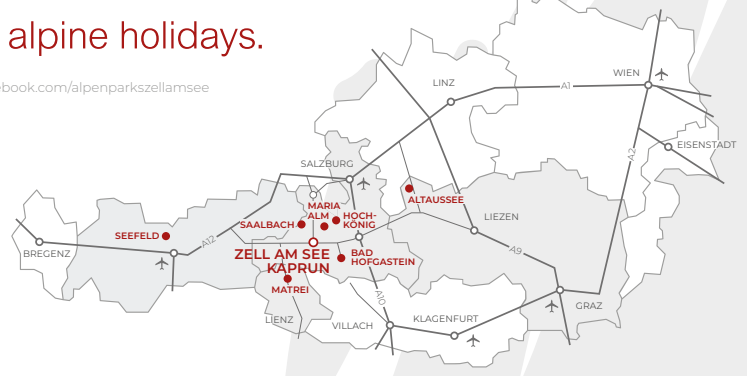 alpine holidays.
ebook.com/alpenparkszellamsee
WIEN
LINZ
A1
EISENSTADT
A2
SALZBURG
MARIA
ALM
ALTAUSSEE
HOCH-
KÖNIG
SAALBACH
LIEZEN
SEEFELD
A12
BREGENZ
ZELL AM SEE
KAPRUN
BAD
HOFGASTEIN
A9
MATREI
A10
GRAZ
LIENZ
VILLACH
KLAGENFURT